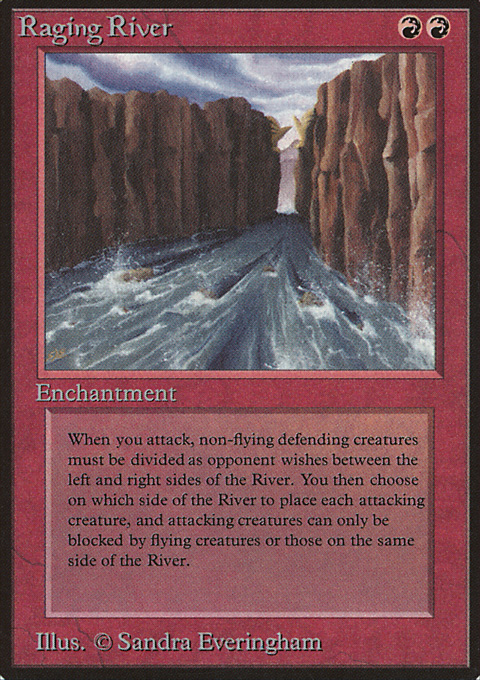 Raging River
Enchantment
When you attack, non-flying defending creatures
must be divided as opponent wishes between the
left and right sides of the River. You then choose
on which side of the River to place each attacking
creature, and attacking creatures can only be
blocked by flying creatures or those on the same
side of the River.
Illus. © Sandra Everingham